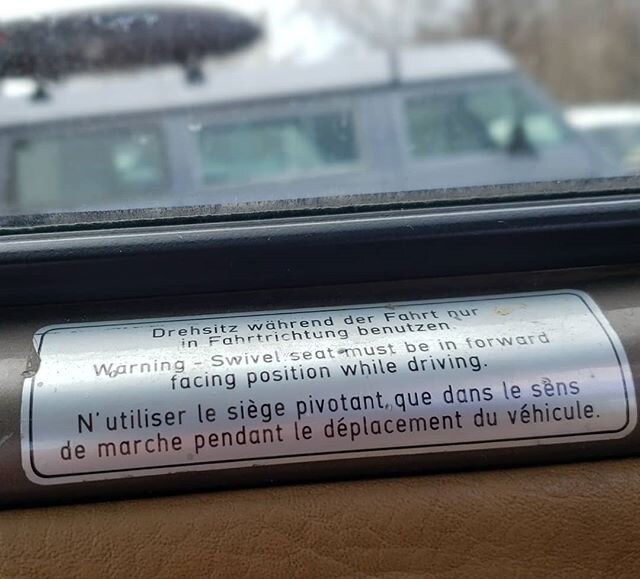 Drehsitz während der Fahrt nur
in Fahrtrichtung benutzen.
Warning - Swivel seat must be in forward
facing position while driving.
N'utiliser le siège pivotant, que dans le sèns
de marche pendant le déplacement du véhicule.